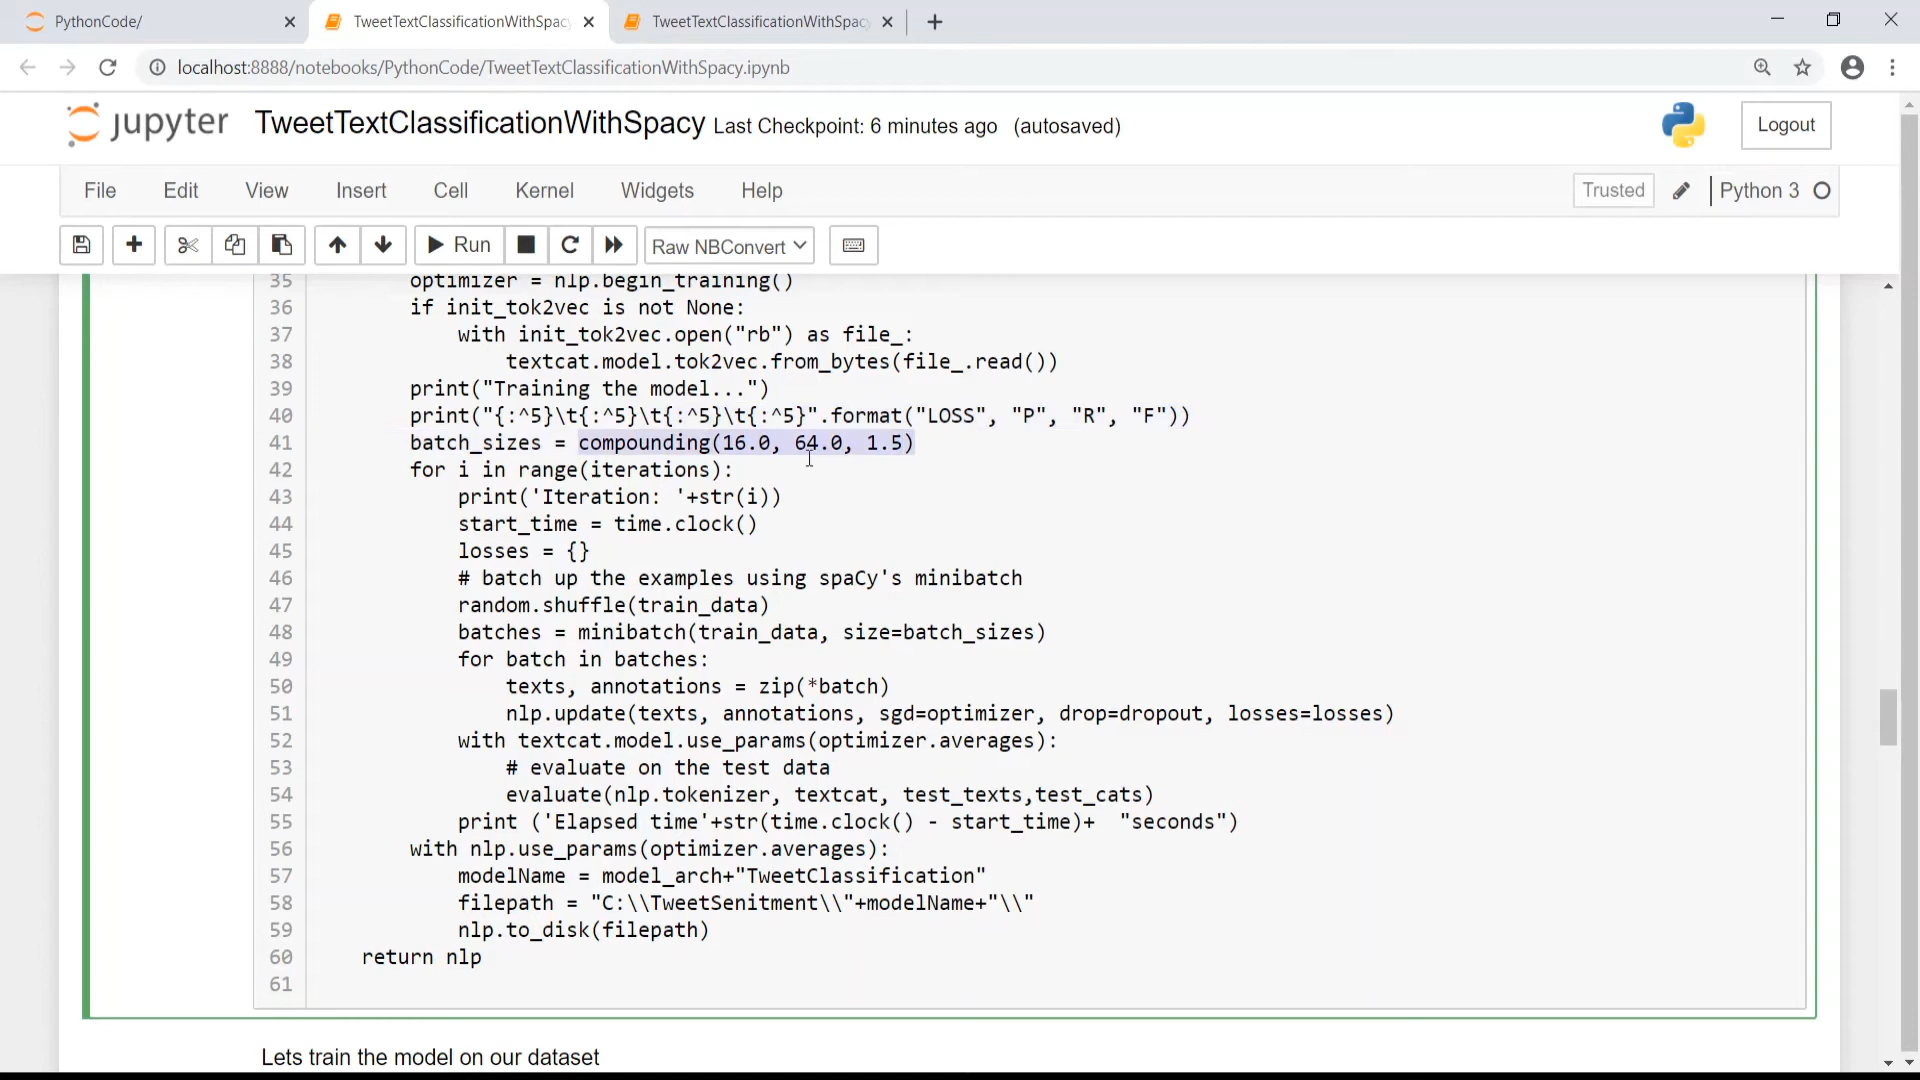 PythonCode/
TweetTextClassificationWithSpac
TweetTextClassificationWithSpac
localhost:8888/notebooks/PythonCode/TweetTextClassificationWithSpacy.ipynb
jupyter TweetTextClassificationWithSpacy Last Checkpoint: 6 minutes ago (autosaved)
Logout
File Edit View Insert Cell Kernel Widgets Help
Trusted Python 3
Run Raw NBConvert
35 optimizer = nlp.begin_training()
36 if init_tok2vec is not None:
37 with init_tok2vec.open("rb") as file_:
38 textcat.model.tok2vec.from_bytes(file_.read())
39 print("Training the model...")
40 print("{:^5}\t{:^5}\t{:^5}\t{:^5}".format("LOSS", "P", "R", "F"))
41 batch_sizes = compounding(16.0, 64.0, 1.5)
42 for i in range(iterations):
43 print('Iteration: '+str(i))
44 start_time = time.clock()
45 losses = {}
46 # batch up the examples using spaCy's minibatch
47 random.shuffle(train_data)
48 batches = minibatch(train_data, size=batch_sizes)
49 for batch in batches:
50 texts, annotations = zip(*batch)
51 nlp.update(texts, annotations, sgd=optimizer, drop=dropout, losses=losses)
52 with textcat.model.use_params(optimizer.averages):
53 # evaluate on the test data
54 evaluate(nlp.tokenizer, textcat, test_texts,test_cats)
55 print ('Elapsed time'+str(time.clock() - start_time)+  "seconds")
56 with nlp.use_params(optimizer.averages):
57 modelName = model_arch+"TweetClassification"
58 filepath = "C:\\TweetSenitment\\"+modelName+"\\"
59 nlp.to_disk(filepath)
60 return nlp
61
Lets train the model on our dataset